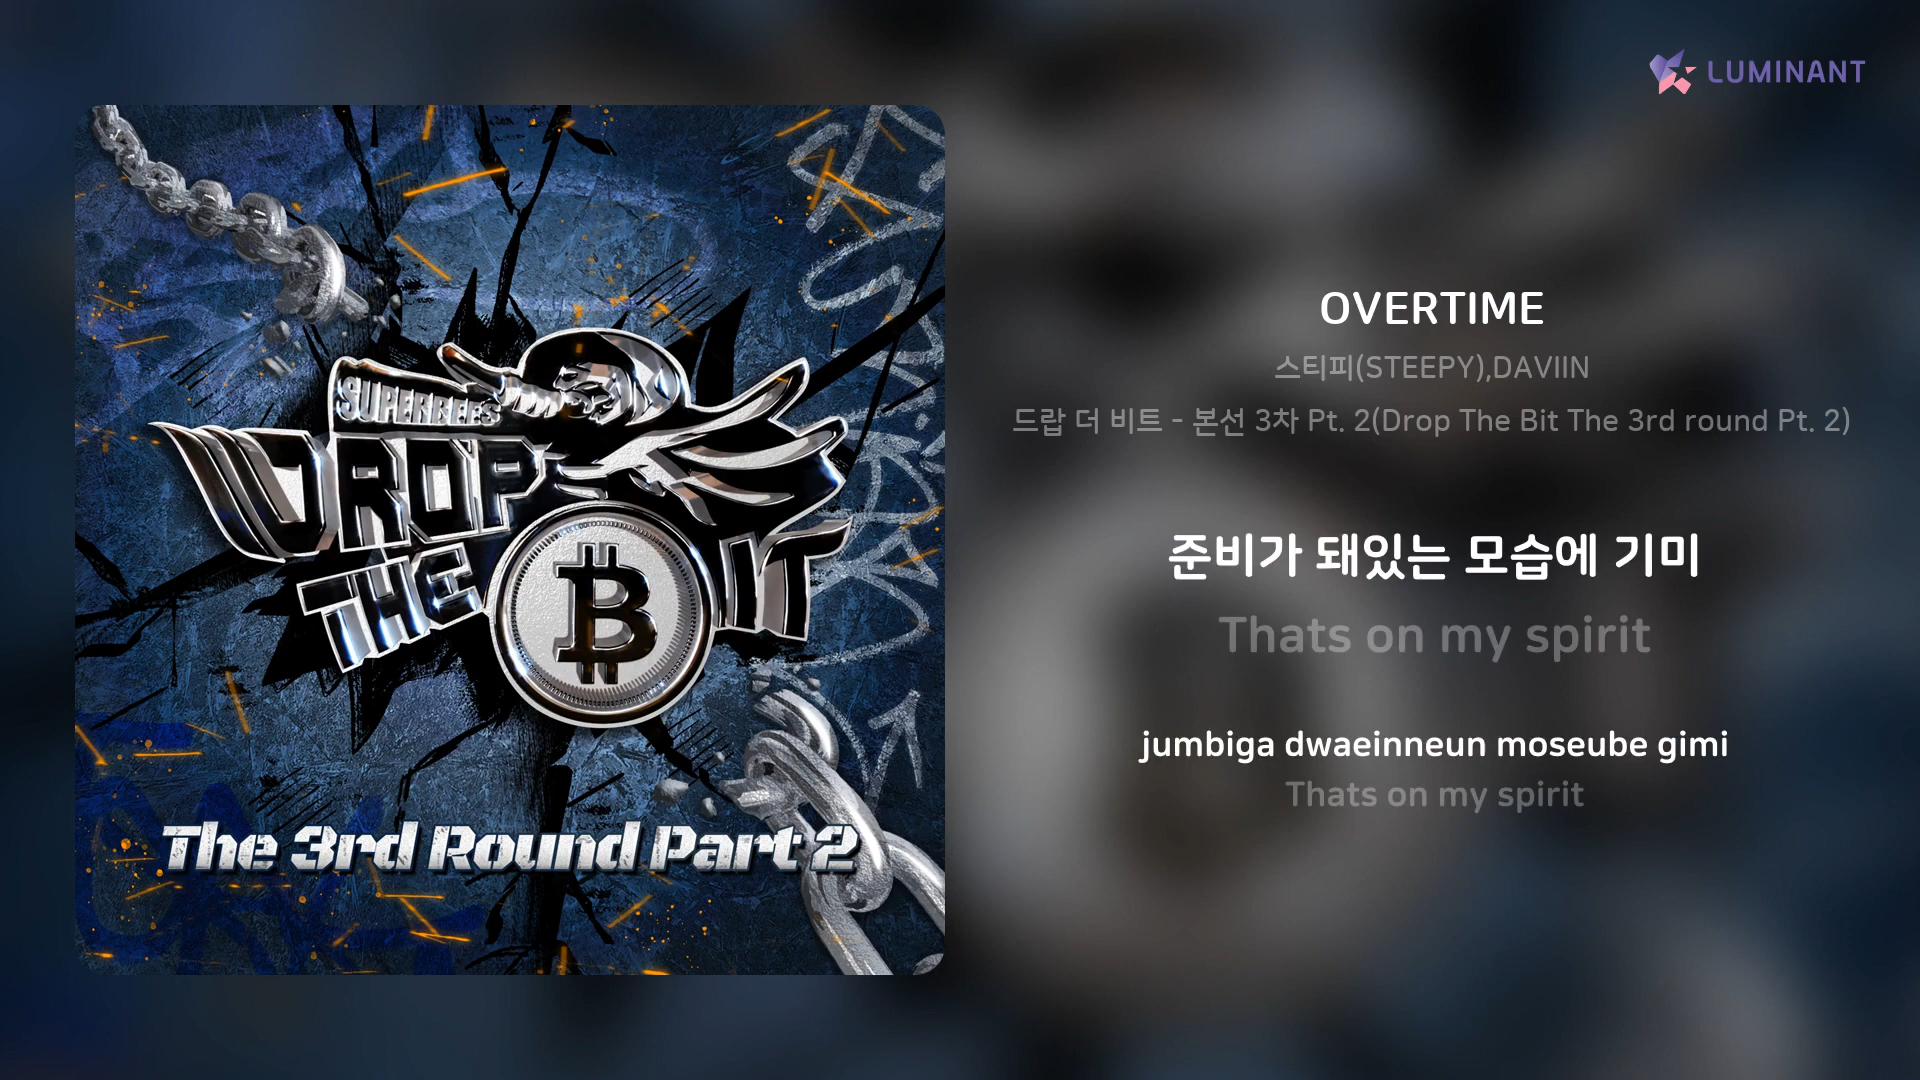 LUMINANT
SUPERBEES
DROP
THE BIT
The 3rd Round Part 2
OVERTIME
스티피(STEEPY),DAVIIN
드랍 더 비트 - 본선 3차 Pt. 2(Drop The Bit The 3rd round Pt. 2)
준비가 돼있는 모습에 기미
Thats on my spirit
jumbiga dwaeinneun moseube gimi
Thats on my spirit